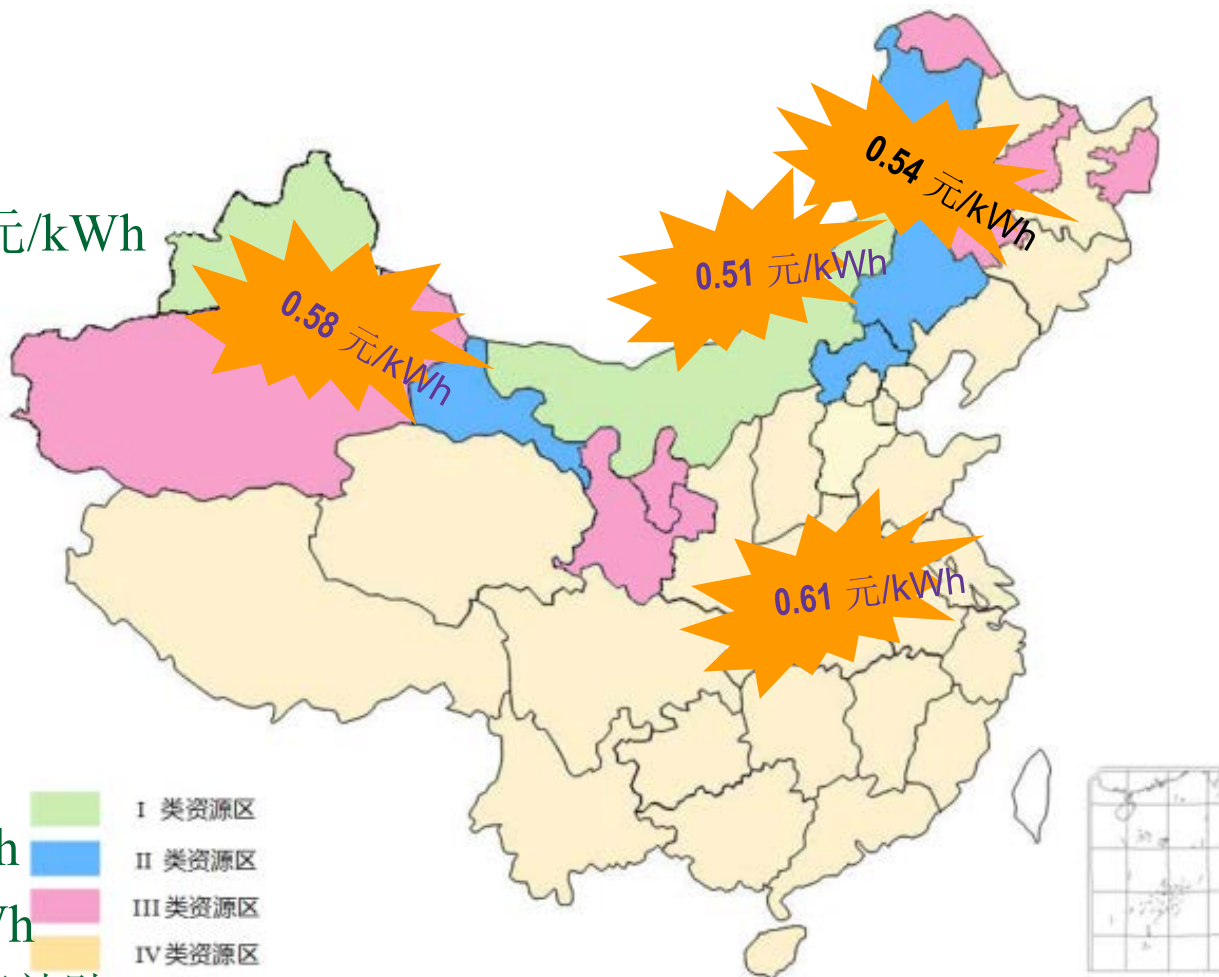 0.54 元/kWh
元/kWh
0.51 元/kWh
0.58 元/kWh
0.61 元/kWh
I 类资源区
h
II 类资源区
Wh
III 类资源区
IV 类资源区